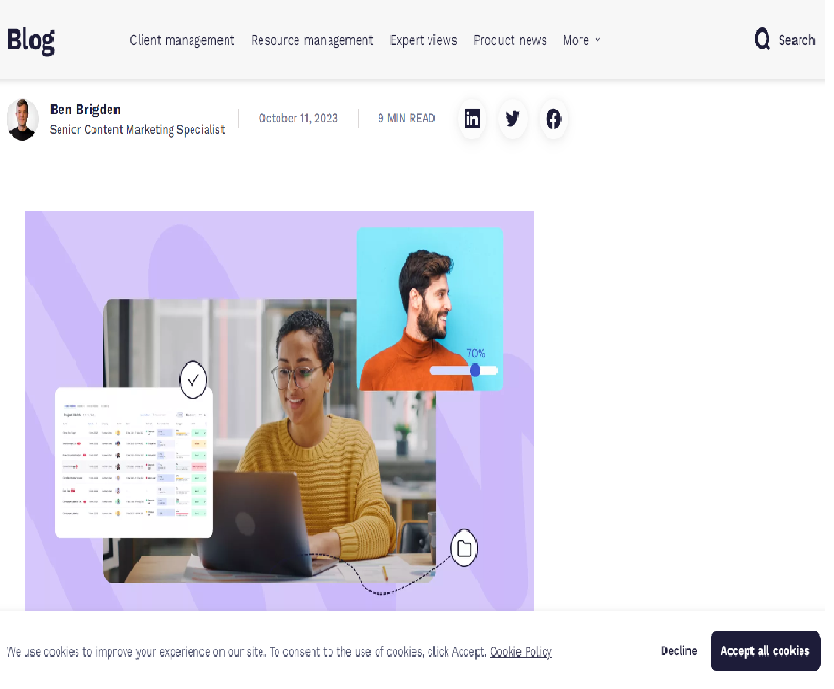 Blog
Client management Resource management Expert views Product news More
Search
Ben Brigden
Senior Content Marketing Specialist
October 11, 2023
9 MIN READ
70%
We use cookies to improve your experience on our site. To consent to the use of cookies, click Accept. Cookie Policy
Decline
Accept all cookies